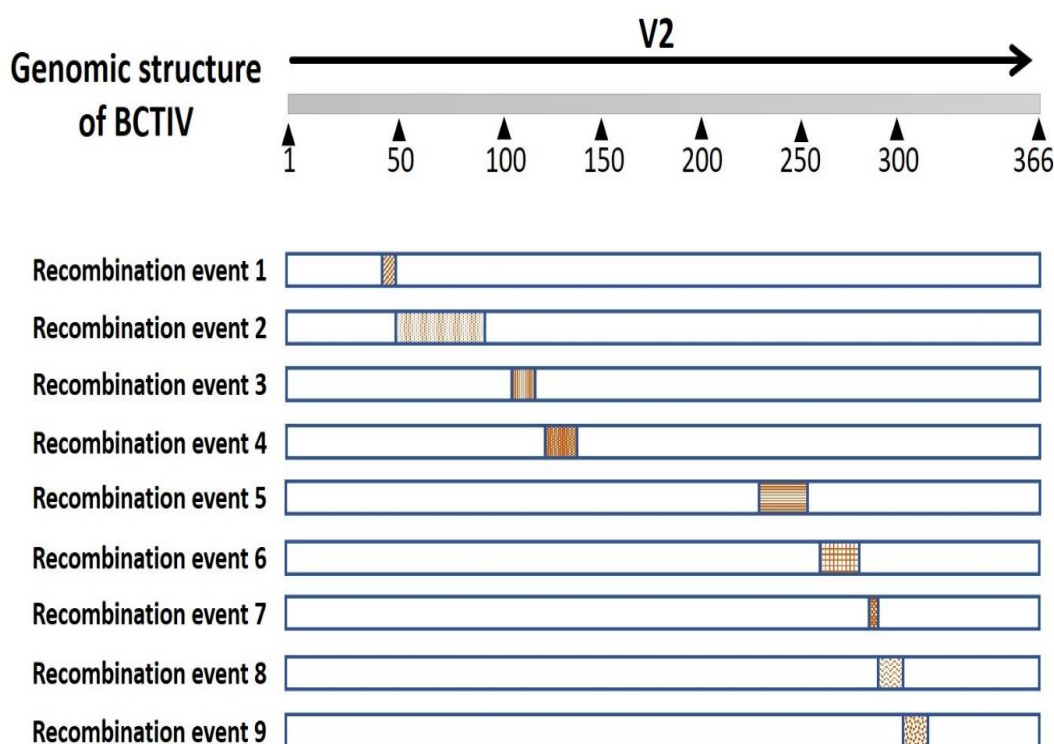 V2
Genomic structure
of BCTIV
1 50 100 150 200 250 300 366
Recombination event 1
Recombination event 2
Recombination event 3
Recombination event 4
Recombination event 5
Recombination event 6
Recombination event 7
Recombination event 8
Recombination event 9